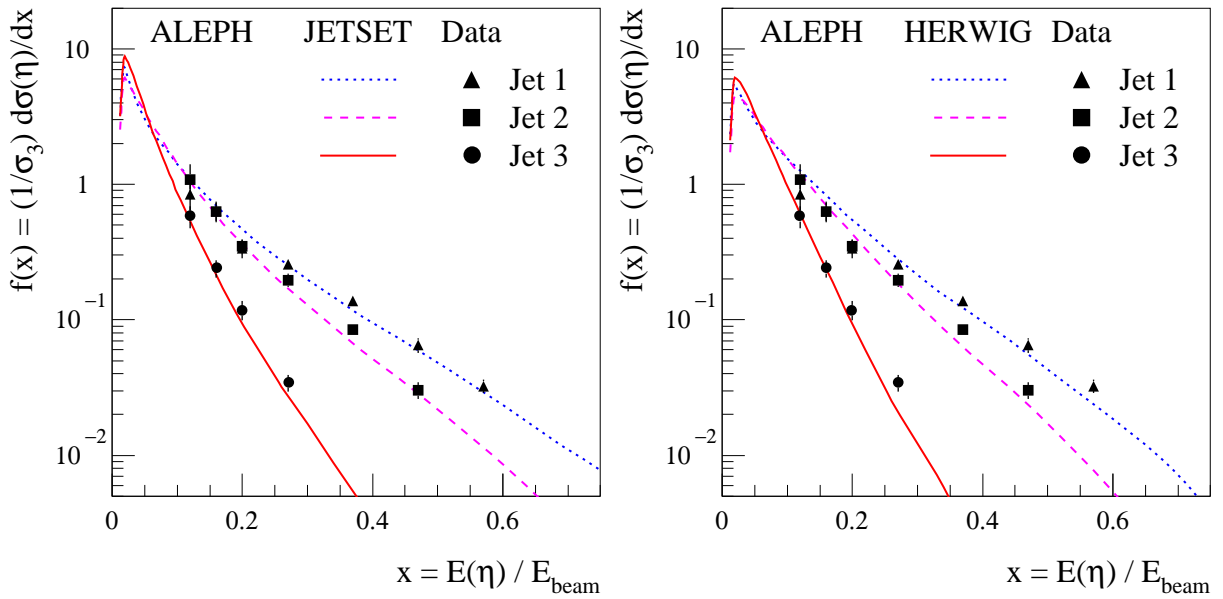 f(x) = (1/σ₃) dσ(η)/dx
ALEPH JETSET Data
Jet 1
Jet 2
Jet 3
10
1
10⁻¹
10⁻²
0 0.2 0.4 0.6
x = E(η) / E_beam
f(x) = (1/σ₃) dσ(η)/dx
ALEPH HERWIG Data
Jet 1
Jet 2
Jet 3
10
1
10⁻¹
10⁻²
0 0.2 0.4 0.6
x = E(η) / E_beam